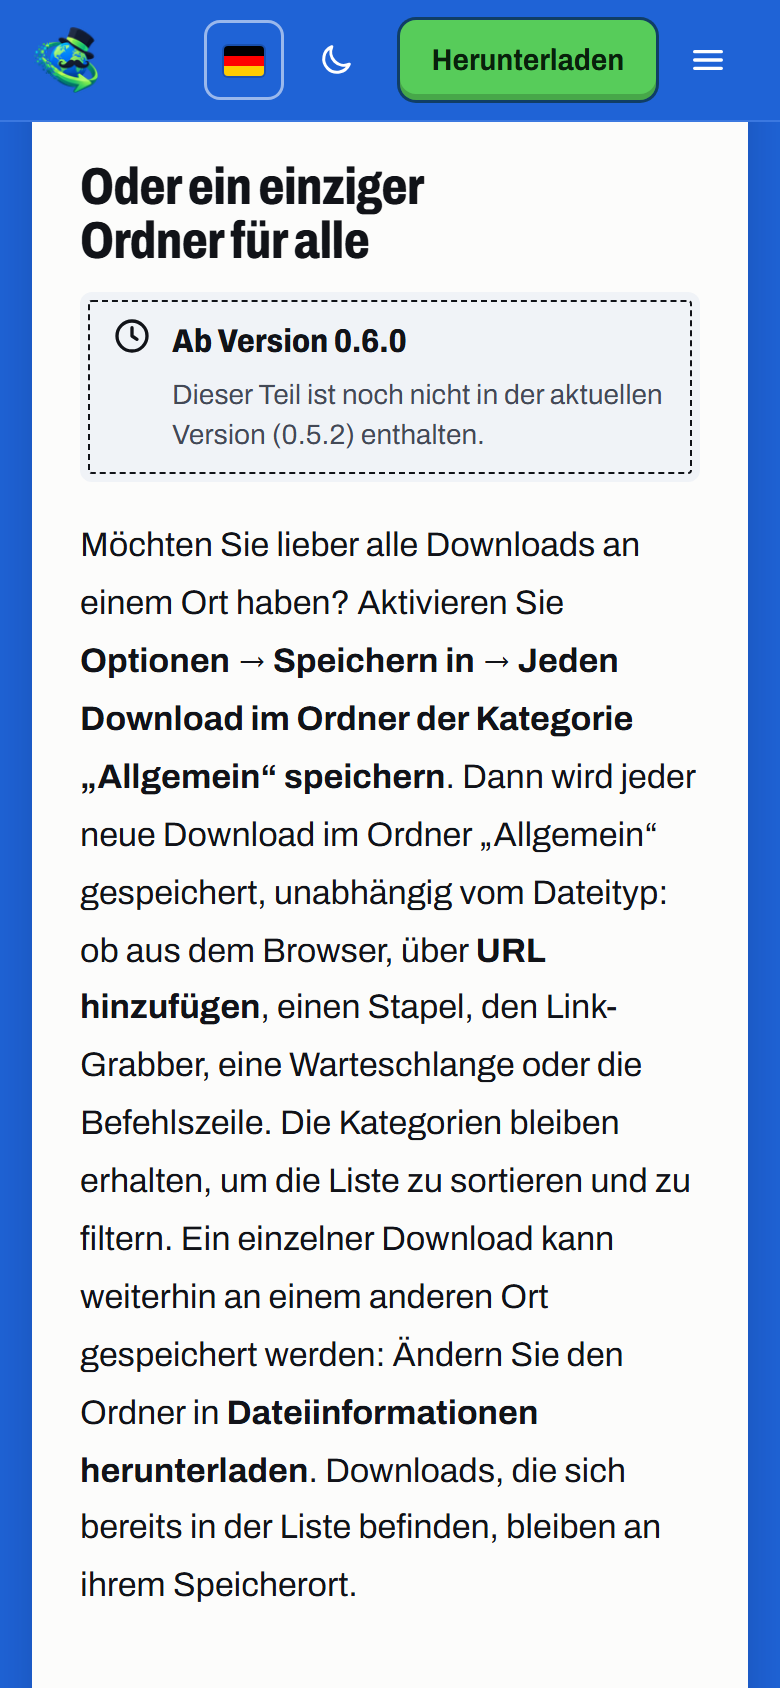 Herunterladen
Oder ein einziger
Ordner für alle
Ab Version 0.6.0
Dieser Teil ist noch nicht in der aktuellen
Version (0.5.2) enthalten.
Möchten Sie lieber alle Downloads an
einem Ort haben? Aktivieren Sie
Optionen → Speichern in → Jeden
Download im Ordner der Kategorie
„Allgemein“ speichern. Dann wird jeder
neue Download im Ordner „Allgemein“
gespeichert, unabhängig vom Dateityp:
ob aus dem Browser, über URL
hinzufügen, einen Stapel, den Link-
Grabber, eine Warteschlange oder die
Befehlszeile. Die Kategorien bleiben
erhalten, um die Liste zu sortieren und zu
filtern. Ein einzelner Download kann
weiterhin an einem anderen Ort
gespeichert werden: Ändern Sie den
Ordner in Dateiinformationen
herunterladen. Downloads, die sich
bereits in der Liste befinden, bleiben an
ihrem Speicherort.